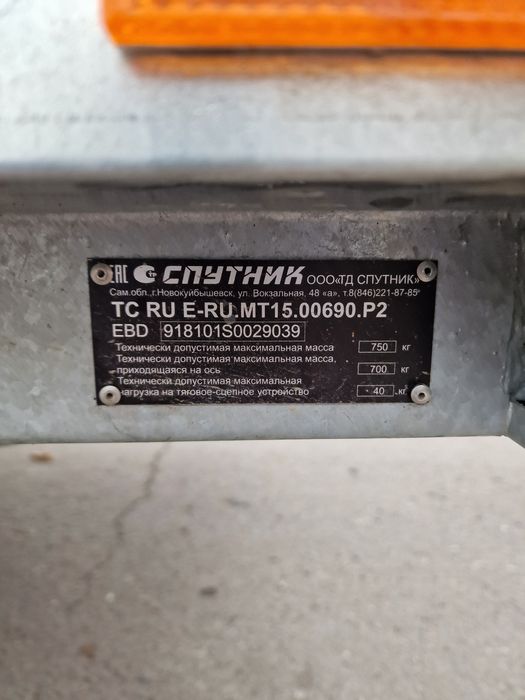 EAC СПУТНИК ООО«ТД СПУТНИК»
Сам.обл.,г.Новокуйбышевск, ул. Вокзальная, 48 «а», т.8(846)221-87-85
TC RU E-RU.MT15.00690.P2
EBD 918101S0029039
Технически допустимая максимальная масса 750 кг
Технически допустимая максимальная масса,
приходящаяся на ось 700 кг
Технически допустимая максимальная
нагрузка на тягово-сцепное устройство 40 кг